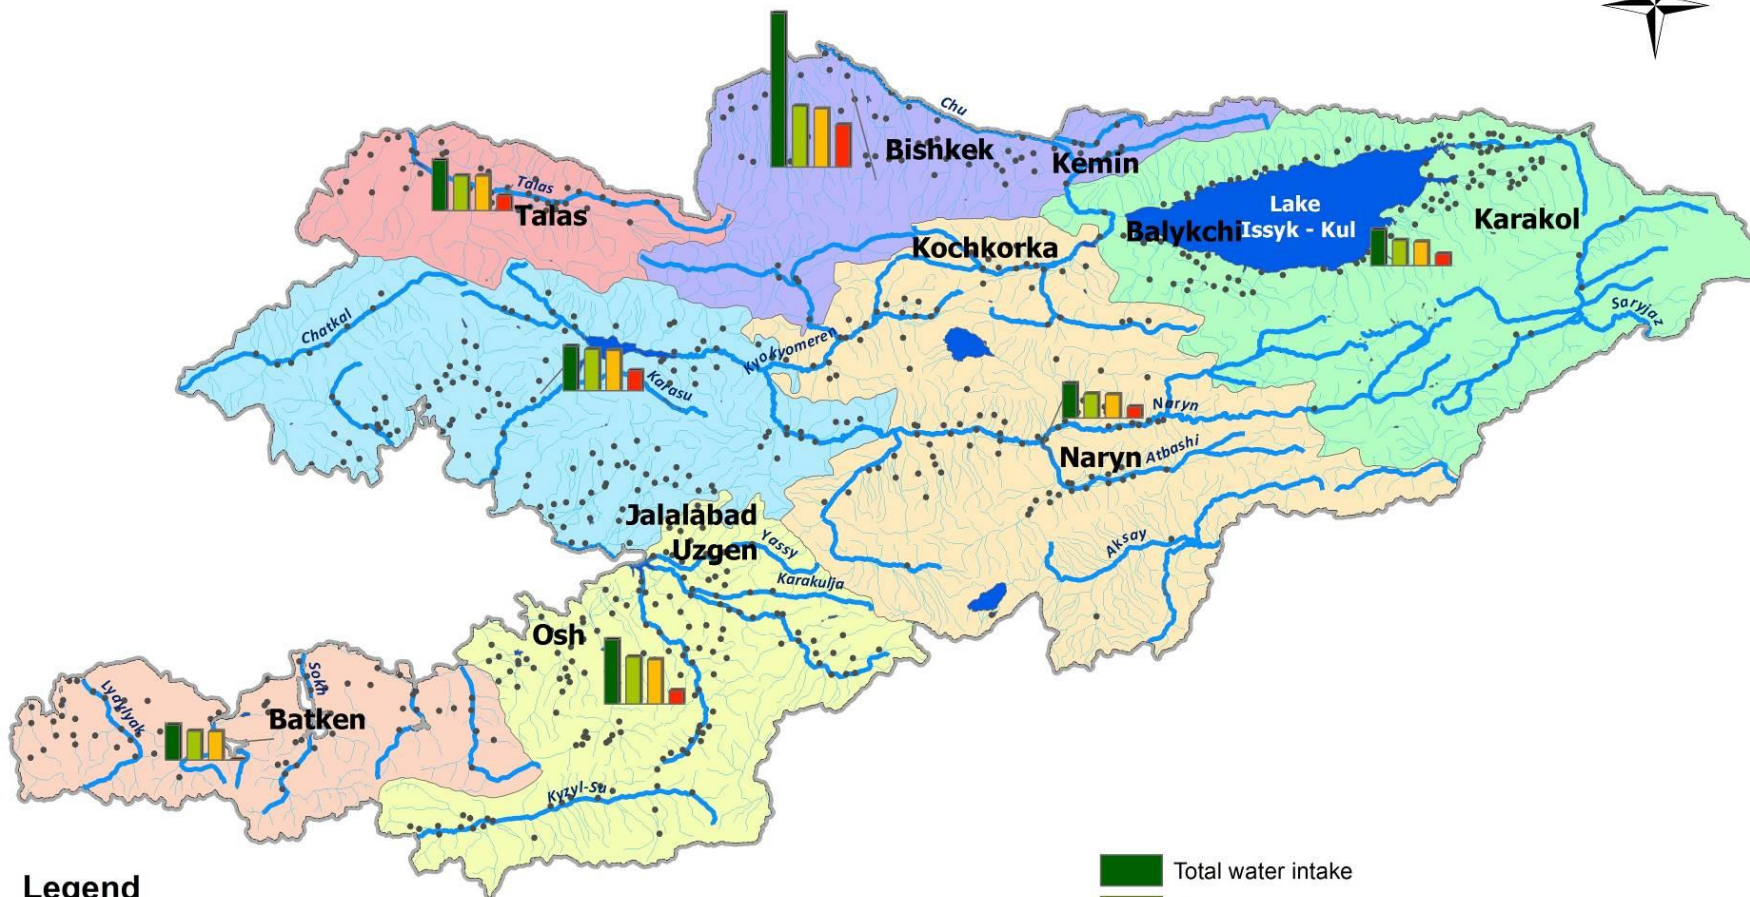 Chu
Bishkek
Kemin
Talas
Talas
Lake
Issyk - Kul
Karakol
Balykchi
Kochkorka
Saryjaz
Chatkal
Kyokyomeren
Karasu
Naryn
Naryn
Atbashi
Jalalabad
Uzgen
Yassy
Aksay
Karakulja
Osh
Sokh
Batken
Kyzyl-Su
Legend
Total water intake